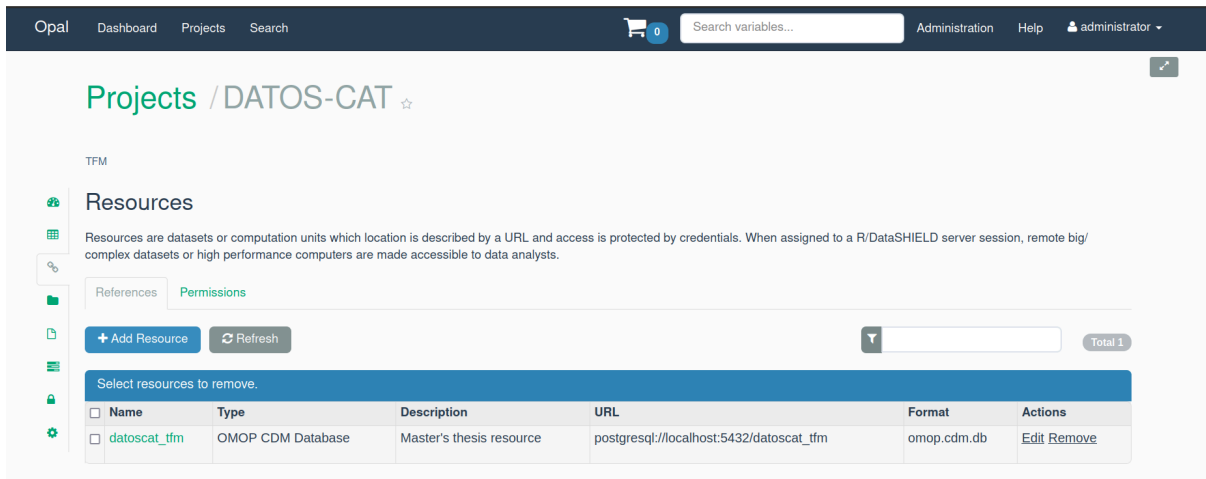 Opal Dashboard Projects Search 0 Search variables... Administration Help administrator
Projects / DATOS-CAT
TFM
Resources
Resources are datasets or computation units which location is described by a URL and access is protected by credentials. When assigned to a R/DataSHIELD server session, remote big/
complex datasets or high performance computers are made accessible to data analysts.
References Permissions
Add Resource Refresh Total 1
Select resources to remove.
Name Type Description URL Format Actions
datoscat_tfm OMOP CDM Database Master's thesis resource postgresql://localhost:5432/datoscat_tfm omop.cdm.db Edit Remove